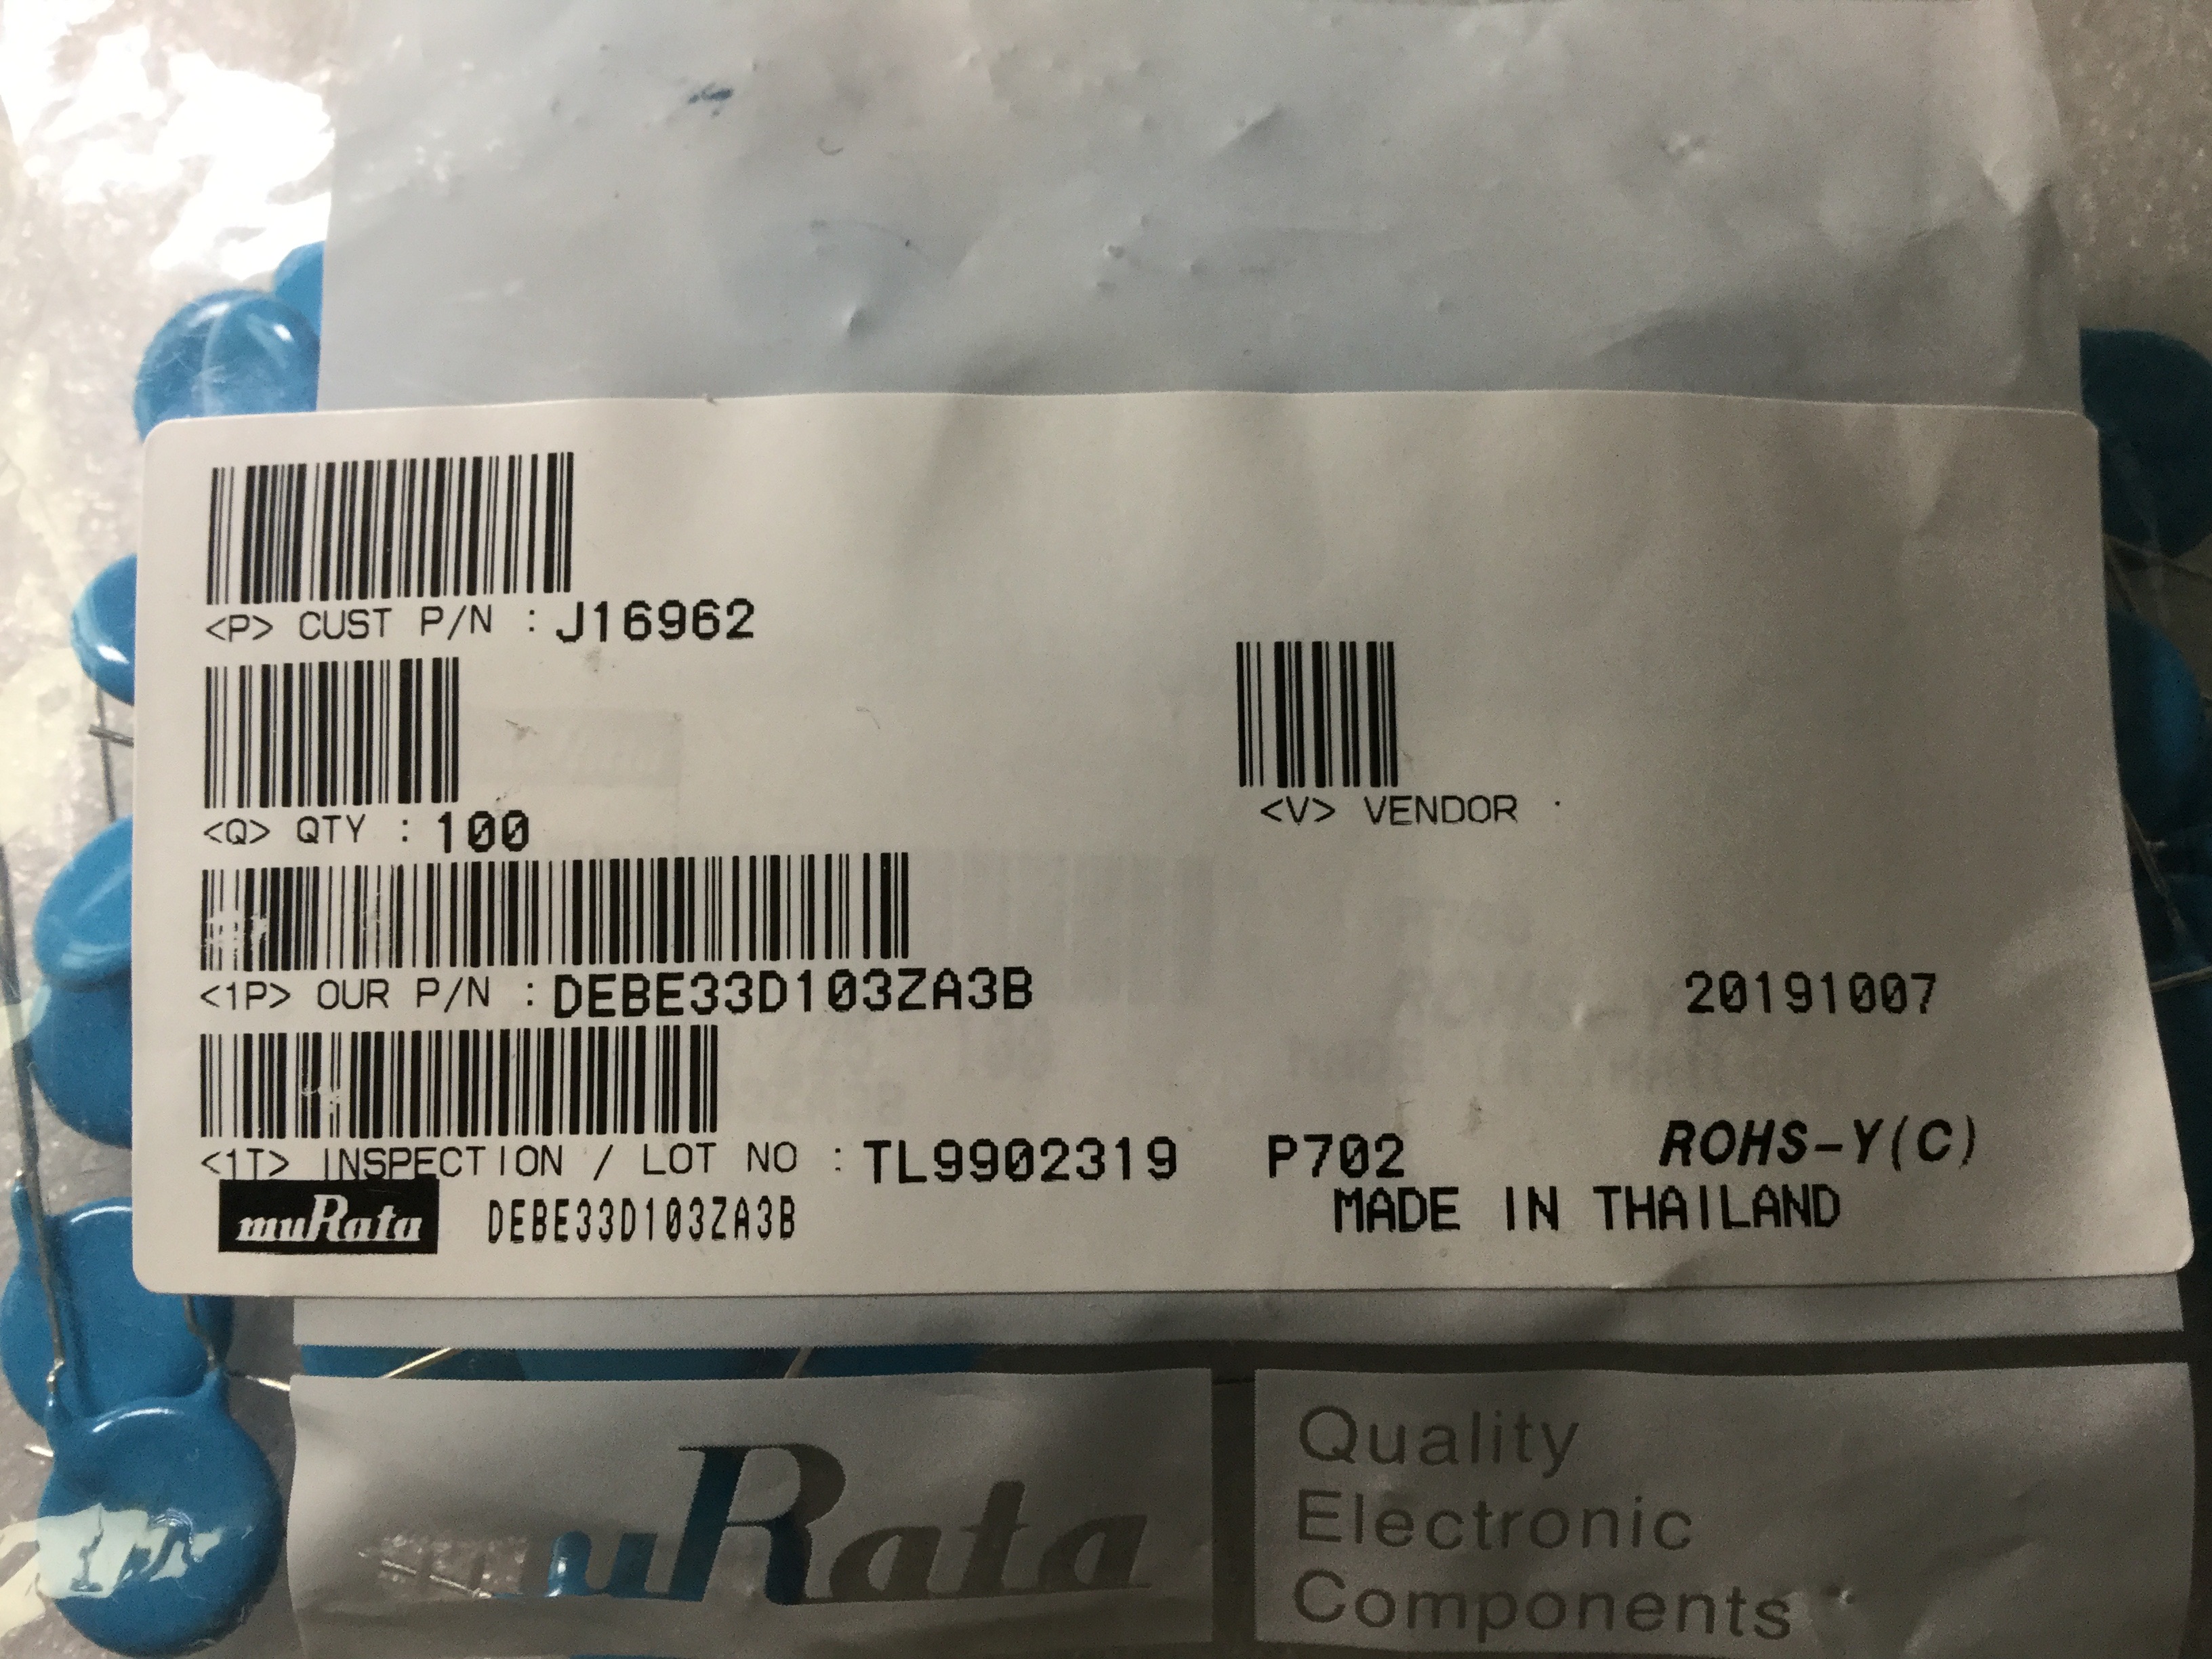 <P> CUST P/N : J16962
<Q> QTY : 100
<V> VENDOR :
<1P> OUR P/N : DEBE33D103ZA3B
20191007
<1T> INSPECTION / LOT NO : TL9902319 P702 ROHS-Y(C)
muRata DEBE33D103ZA3B MADE IN THAILAND
muRata
Quality
Electronic
Components